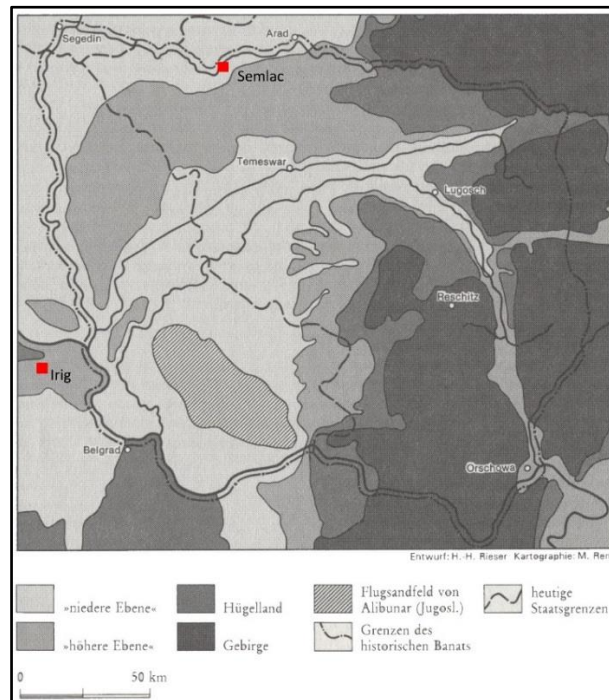 Segedin
Arad
Semlac
Temeswar
Lugosch
Reschitz
Irig
Belgrad
Orschowa
Entwurf: H.-H. Rieser Kartographie: M. Rer
»niedere Ebene«
Hügelland
Flugsandfeld von
Alibunar (Jugosl.)
heutige
Staatsgrenzen
»höhere Ebene«
Gebirge
Grenzen des
historischen Banats
0
50 km